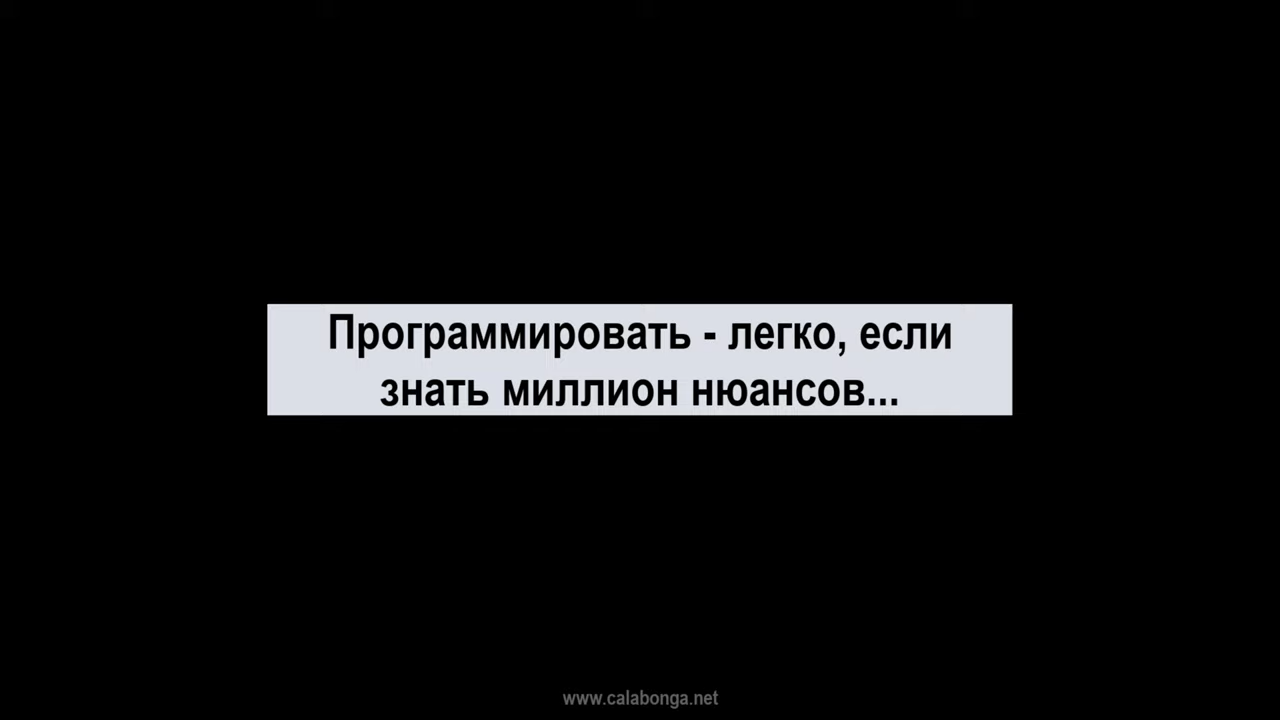 Программировать - легко, если
знать миллион нюансов...
www.calabonga.net